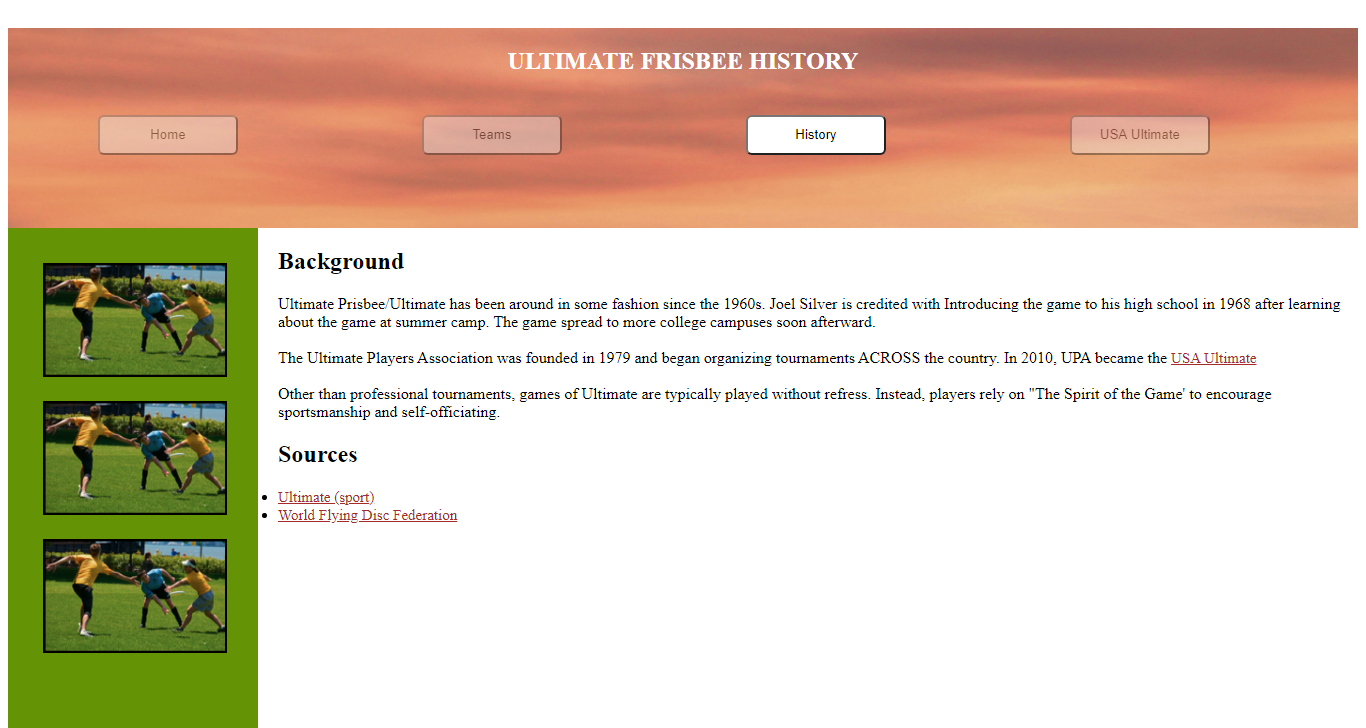 ULTIMATE FRISBEE HISTORY
Home
Teams
History
USA Ultimate
Background
Ultimate Prisbee/Ultimate has been around in some fashion since the 1960s. Joel Silver is credited with Introducing the game to his high school in 1968 after learning
about the game at summer camp. The game spread to more college campuses soon afterward.
The Ultimate Players Association was founded in 1979 and began organizing tournaments ACROSS the country. In 2010, UPA became the USA Ultimate
Other than professional tournaments, games of Ultimate are typically played without refress. Instead, players rely on "The Spirit of the Game' to encourage
sportsmanship and self-officiating.
Sources
Ultimate (sport)
World Flying Disc Federation